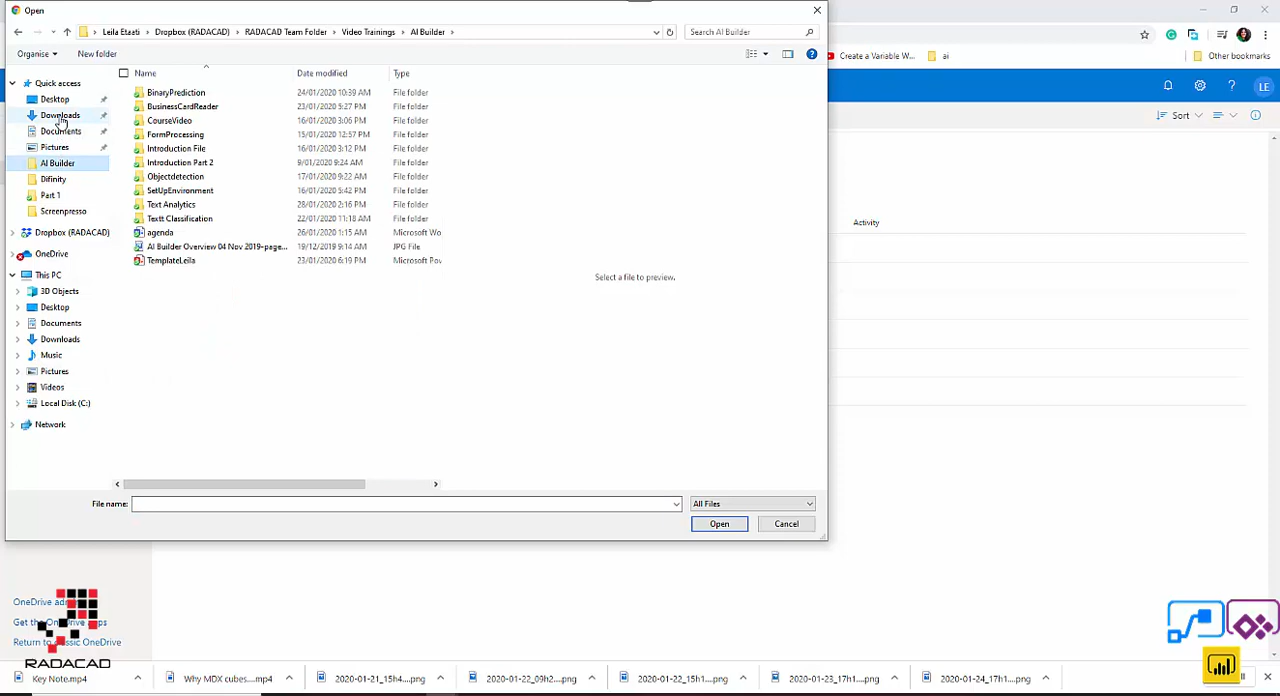 Open
Leila Etaati > Dropbox (RADACAD) > RADACAD Team Folder > Video Trainings > AI Builder >
Search AI Builder
Organise New folder
Create a Variable W... ai Other bookmarks
Name Date modified Type
Quick access
Desktop
Downloads
Documents
Pictures
AI Builder
Difinity
Part 1
Screenpresso
Dropbox (RADACAD)
OneDrive
This PC
3D Objects
Desktop
Documents
Downloads
Music
Pictures
Videos
Local Disk (C:)
Network
BinaryPrediction 24/01/2020 10:39 AM File folder
BusinessCardReader 23/01/2020 5:27 PM File folder
CourseVideo 16/01/2020 3:06 PM File folder
FormProcessing 15/01/2020 12:57 PM File folder
Introduction File 16/01/2020 3:12 PM File folder
Introduction Part 2 9/01/2020 9:24 AM File folder
Objectdetection 17/01/2020 9:22 AM File folder
SetUpEnvironment 16/01/2020 5:42 PM File folder
Text Analytics 28/01/2020 2:16 PM File folder
Textt Classification 22/01/2020 11:18 AM File folder
agenda 26/01/2020 1:15 AM Microsoft Wo
AI Builder Overview 04 Nov 2019-page... 19/12/2019 9:14 AM JPG File
TemplateLeila 23/01/2020 6:19 PM Microsoft Pov
Select a file to preview.
LE
Sort
Activity
File name: All Files
Open Cancel
OneDrive ad
Get the OneDrive apps
Return to classic OneDrive
RADACAD
Key Note.mp4 Why MDX cubes....mp4 2020-01-21_15h4....png 2020-01-22_09h2....png 2020-01-22_15h1....png 2020-01-23_17h1....png 2020-01-24_17h1....png